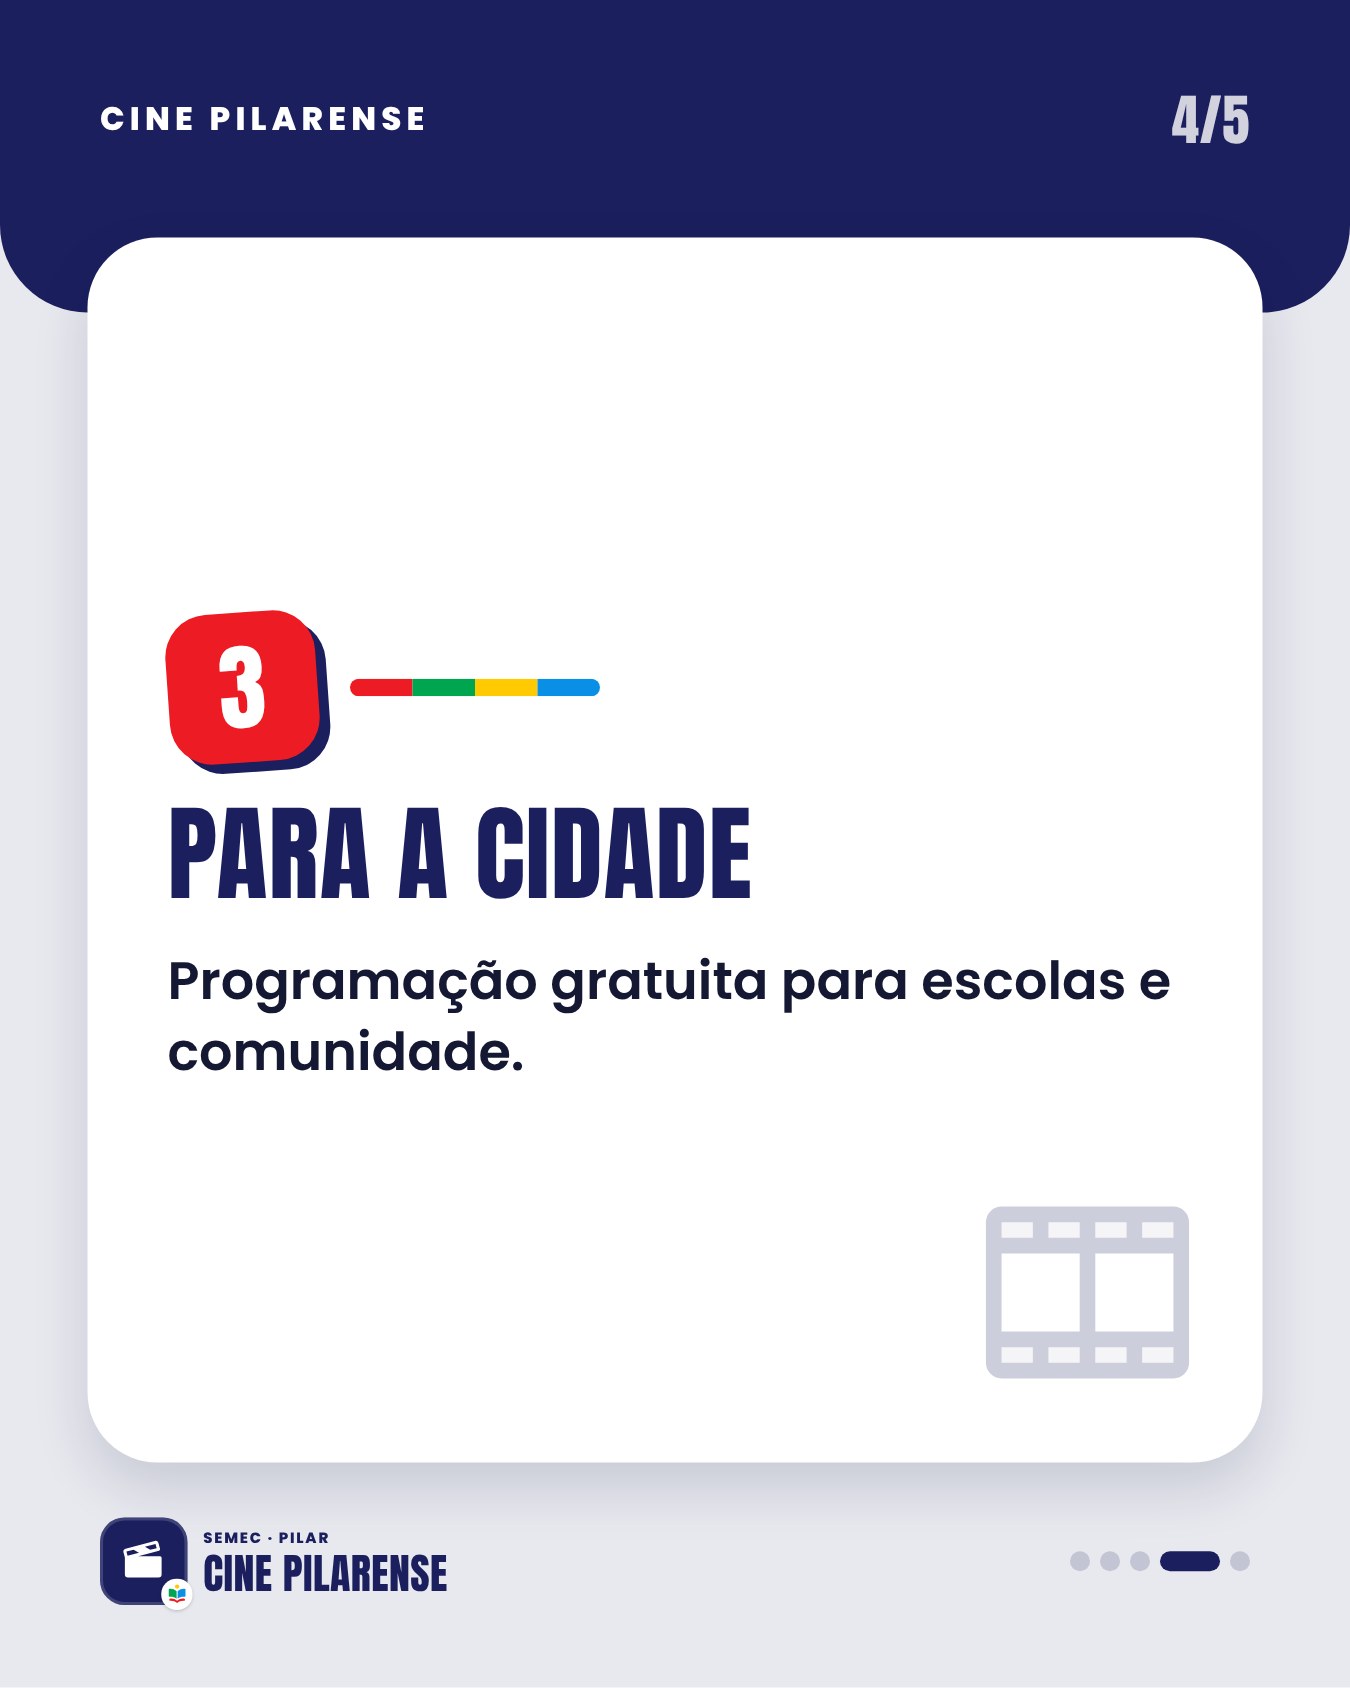 CINE PILARENSE
4/5
3
PARA A CIDADE
Programação gratuita para escolas e
comunidade.
SEMEC · PILAR
CINE PILARENSE